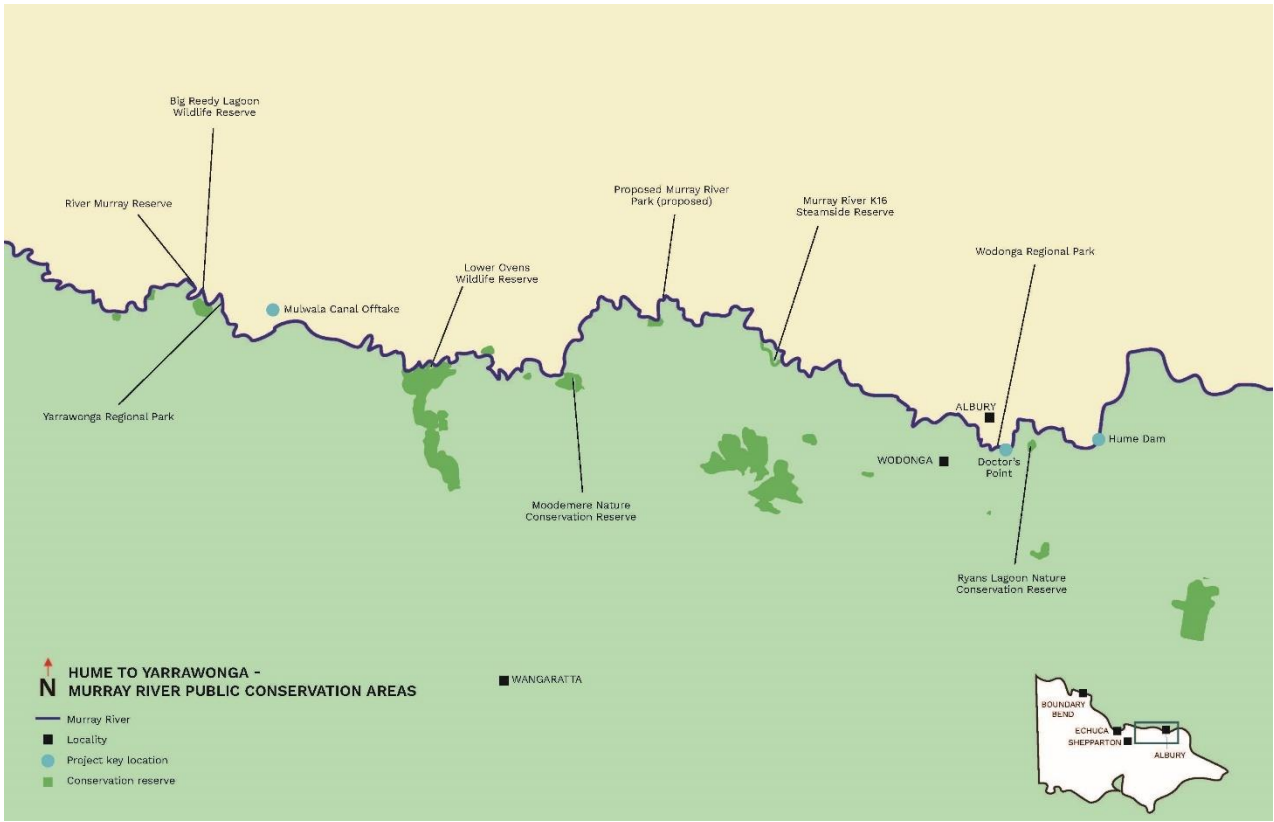 Big Reedy Lagoon
Wildlife Reserve
River Murray Reserve
Proposed Murray River
Park (proposed)
Murray River K16
Steamside Reserve
Wodonga Regional Park
Lower Ovens
Wildlife Reserve
Mulwala Canal Offtake
Yarrawonga Regional Park
ALBURY
Hume Dam
WODONGA
Doctor's
Point
Moodemere Nature
Conservation Reserve
Ryans Lagoon Nature
Conservation Reserve
WANGARATTA
N
HUME TO YARRAWONGA -
MURRAY RIVER PUBLIC CONSERVATION AREAS
Murray River
Locality
Project key location
Conservation reserve
BOUNDARY
BEND
ECHUCA
SHEPPARTON
ALBURY